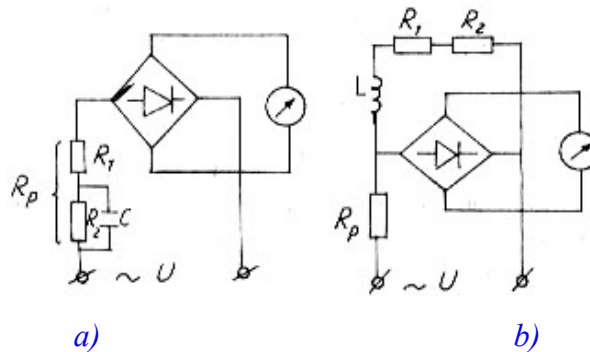 R₁ R₂
L
R₁
Rₚ
R₂ C
Rₚ
~ U
~ U
a) b)